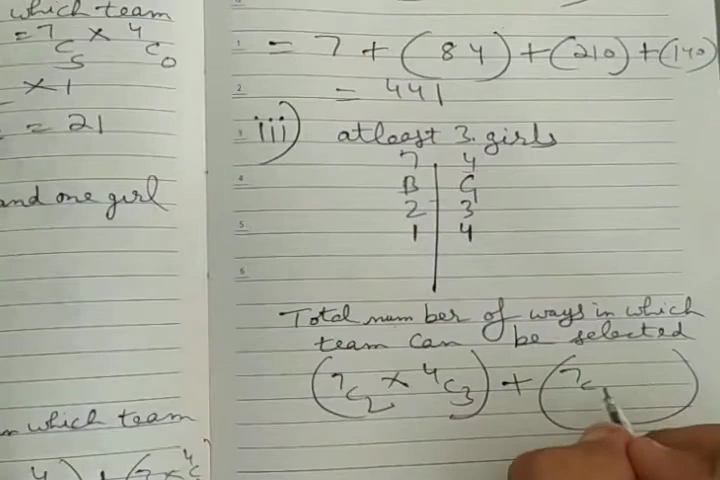 which team
= 7C5 × 4C0
× 1
= 21
and one girl
which team
= 7 + (84) + (210) + (140)
= 441
iii) atleast 3 girls
7 4
B G
2 3
1 4
Total number of ways in which
team can be selected
(7C2 × 4C3) + (7C